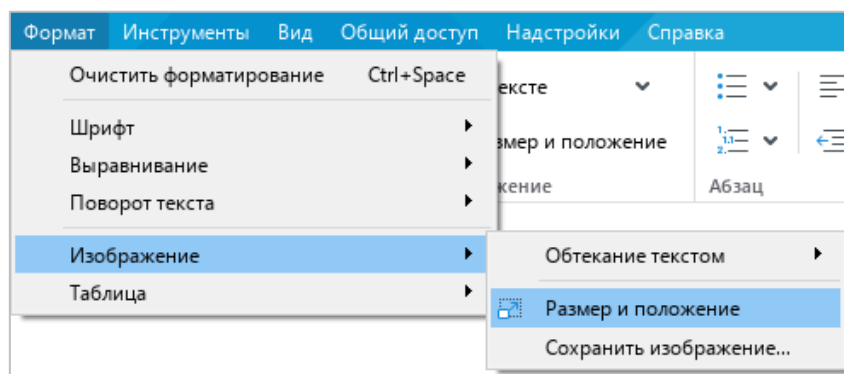 Формат Инструменты Вид Общий доступ Надстройки Справка
Очистить форматирование Ctrl+Space
Шрифт
Выравнивание
Поворот текста
Изображение
Таблица
ексте
змер и положение
жение
Абзац
Обтекание текстом
Размер и положение
Сохранить изображение...